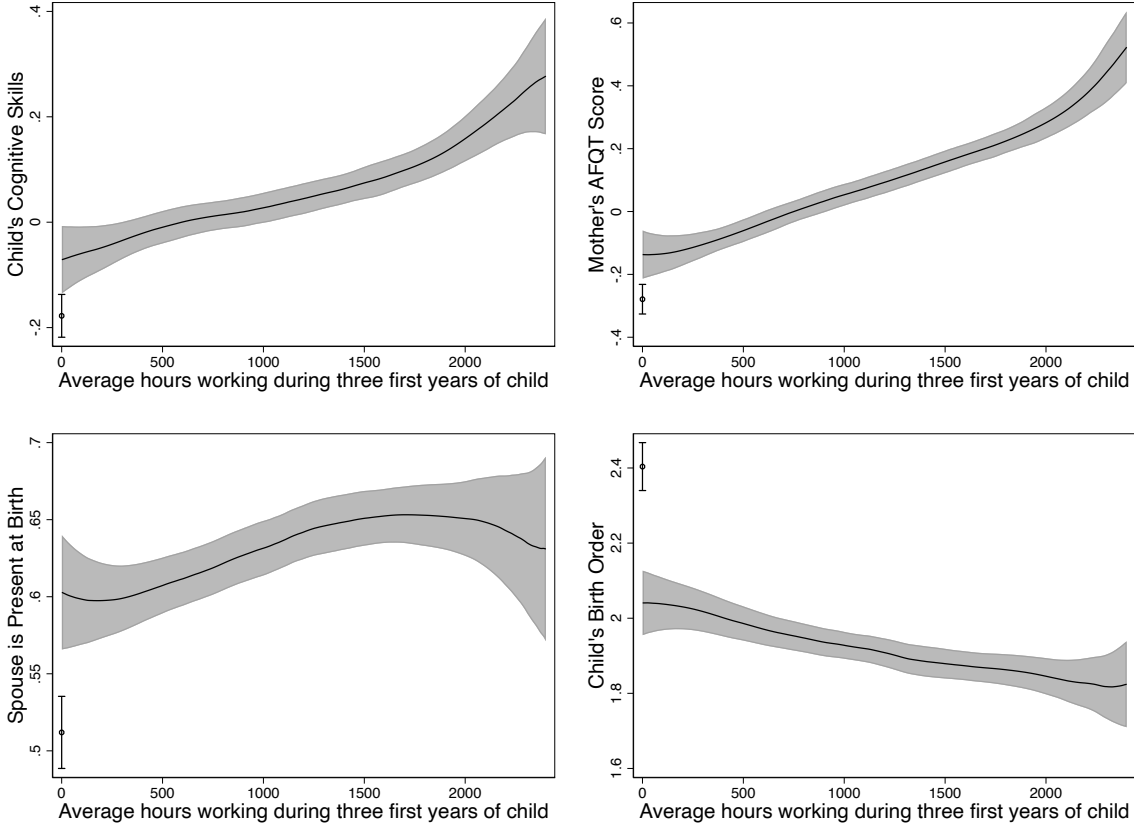 Child's Cognitive Skills
.4
.2
0
-.2
0 500 1000 1500 2000
Average hours working during three first years of child
Mother's AFQT Score
.6
.4
.2
0
-.2
-.4
0 500 1000 1500 2000
Average hours working during three first years of child
Spouse is Present at Birth
.7
.65
.6
.55
.5
0 500 1000 1500 2000
Average hours working during three first years of child
Child's Birth Order
2.4
2.2
2
1.8
1.6
0 500 1000 1500 2000
Average hours working during three first years of child